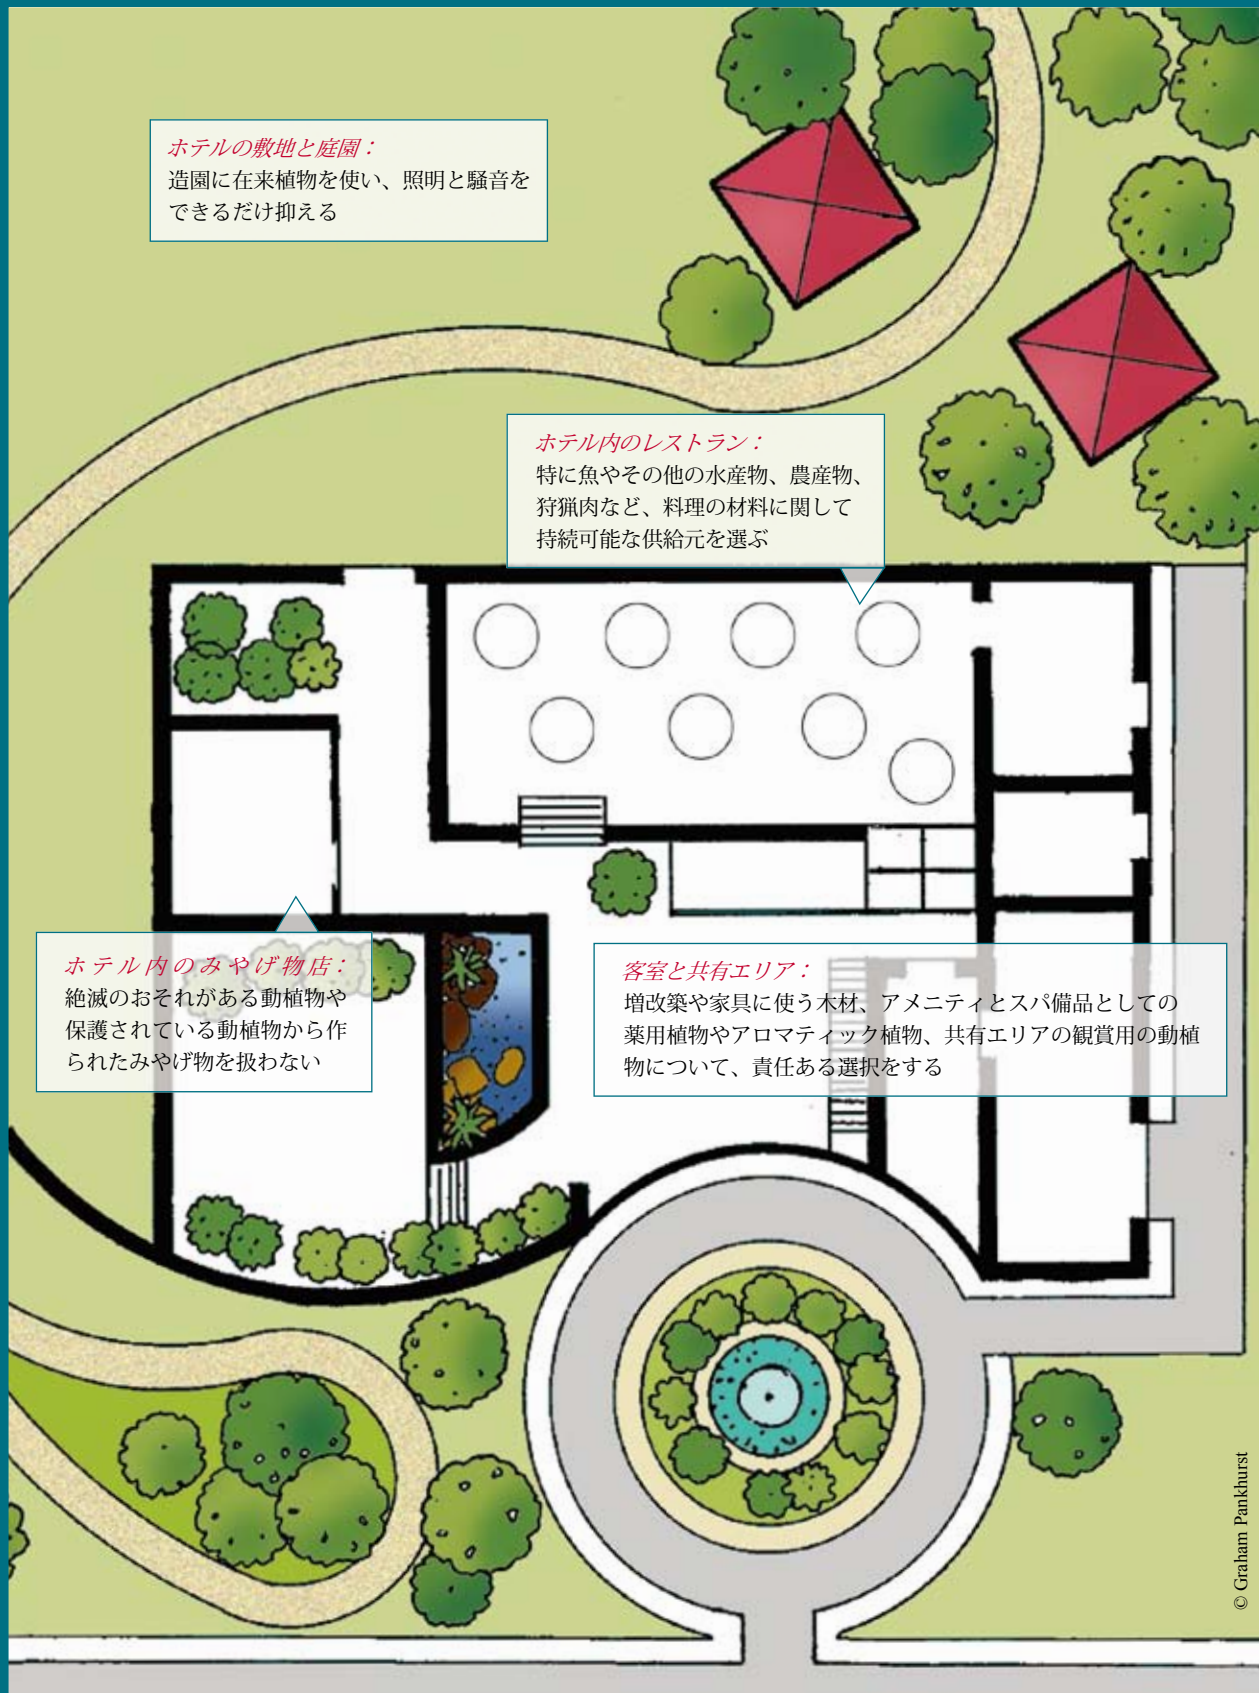 ホテルの敷地と庭園：
造園に在来植物を使い、照明と騒音を
できるだけ抑える
ホテル内のレストラン：
特に魚やその他の水産物、農産物、
狩猟肉など、料理の材料に関して
持続可能な供給元を選ぶ
ホテル内のみやげ物店：
絶滅のおそれがある動植物や
保護されている動植物から作
られたみやげ物を扱わない
客室と共有エリア：
増改築や家具に使う木材、アメニティとスパ備品としての
薬用植物やアロマティック植物、共有エリアの観賞用の動植
物について、責任ある選択をする
© Graham Pankhurst